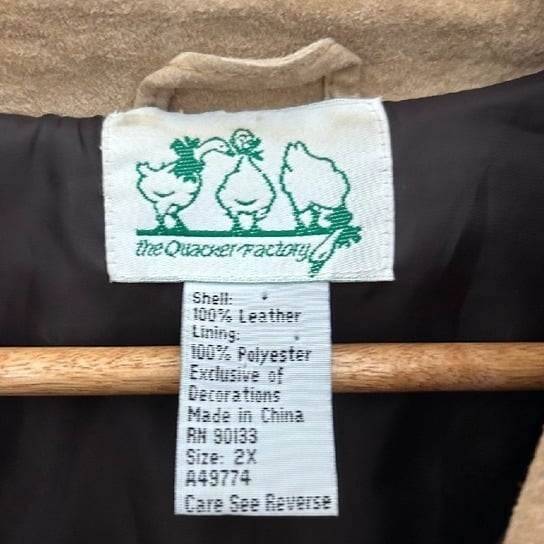 the Quacker Factory
Shell:
100% Leather
Lining:
100% Polyester
Exclusive of
Decorations
Made in China
RN 90133
Size: 2X
A49774
Care See Reverse